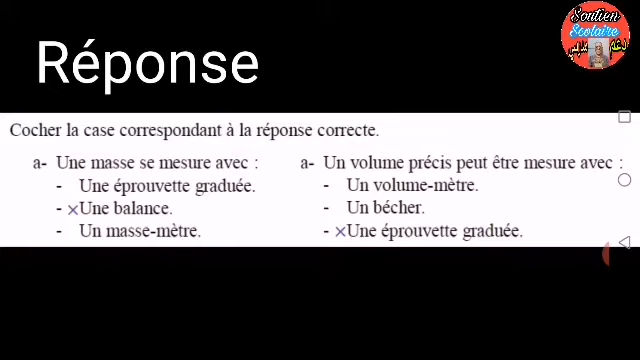 Réponse
Soutien
Scolaire
Cocher la case correspondant à la réponse correcte.
a- Une masse se mesure avec :
- Une éprouvette graduée.
- ×Une balance.
- Un masse-mètre.
a- Un volume précis peut être mesure avec :
- Un volume-mètre.
- Un bécher.
- ×Une éprouvette graduée.